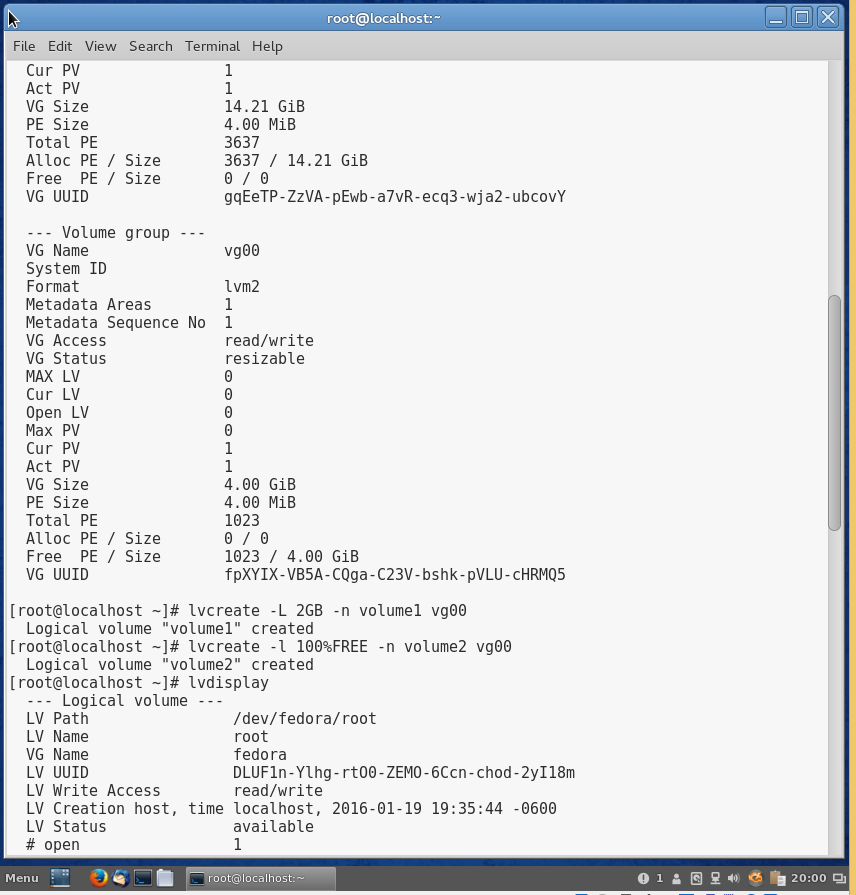 root@localhost:~
File Edit View Search Terminal Help
Cur PV 1
Act PV 1
VG Size 14.21 GiB
PE Size 4.00 MiB
Total PE 3637
Alloc PE / Size 3637 / 14.21 GiB
Free  PE / Size 0 / 0
VG UUID gqEeTP-ZzVA-pEwb-a7vR-ecq3-wja2-ubcovY
--- Volume group ---
VG Name vg00
System ID
Format lvm2
Metadata Areas 1
Metadata Sequence No 1
VG Access read/write
VG Status resizable
MAX LV 0
Cur LV 0
Open LV 0
Max PV 0
Cur PV 1
Act PV 1
VG Size 4.00 GiB
PE Size 4.00 MiB
Total PE 1023
Alloc PE / Size 0 / 0
Free  PE / Size 1023 / 4.00 GiB
VG UUID fpXYIX-VB5A-CQga-C23V-bshk-pVLU-cHRMQ5
[root@localhost ~]# lvcreate -L 2GB -n volume1 vg00
Logical volume "volume1" created
[root@localhost ~]# lvcreate -l 100%FREE -n volume2 vg00
Logical volume "volume2" created
[root@localhost ~]# lvdisplay
--- Logical volume ---
LV Path /dev/fedora/root
LV Name root
VG Name fedora
LV UUID DLUF1n-Ylhg-rtO0-ZEMO-6Ccn-chod-2yI18m
LV Write Access read/write
LV Creation host, time localhost, 2016-01-19 19:35:44 -0600
LV Status available
# open 1
Menu root@localhost:~ 1 20:00